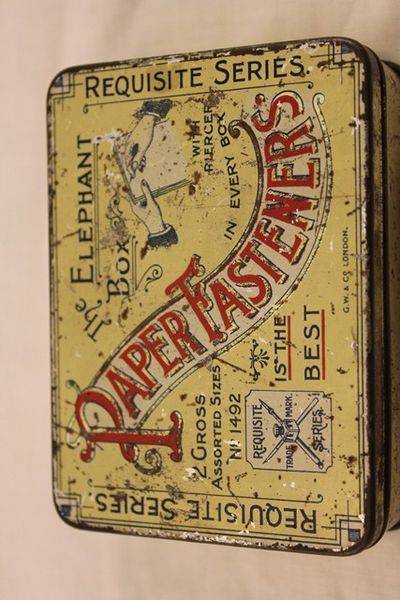 REQUISITE SERIES.
THE ELEPHANT
BOX
WITH
PIERCER
IN EVERY BOX
PAPER FASTENERS
IS THE
BEST
2 GROSS
ASSORTED SIZES
No 1492
REQUISITE
TRADE MARK.
SERIES
G.W. & Co LONDON.
REQUISITE SERIES.